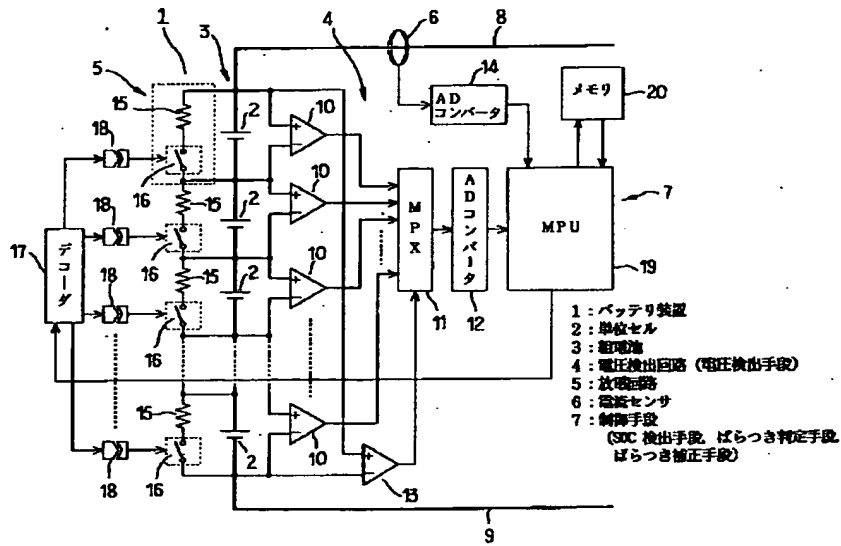 1
3
4
6
8
5
14
AD
コンバータ
メモリ
20
15
2
10
18
16
MPX
ADコンバータ
MPU
7
18
15
2
10
16
17
デコーダ
18
15
2
10
16
11
12
19
1:バッテリ装置
2:単位セル
3:組電池
4:電圧検出回路(電圧検出手段)
5:放電回路
6:電流センサ
7:制御手段
(SOC 検出手段, ばらつき判定手段,
ばらつき補正手段)
15
2
10
18
16
13
9